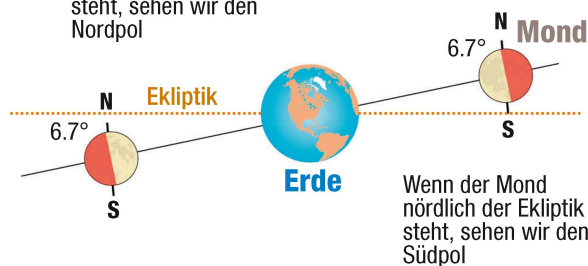 steht, sehen wir den
Nordpol
N
Mond
6.7°
Ekliptik
N
S
6.7°
Erde
S
Wenn der Mond
nördlich der Ekliptik
steht, sehen wir den
Südpol